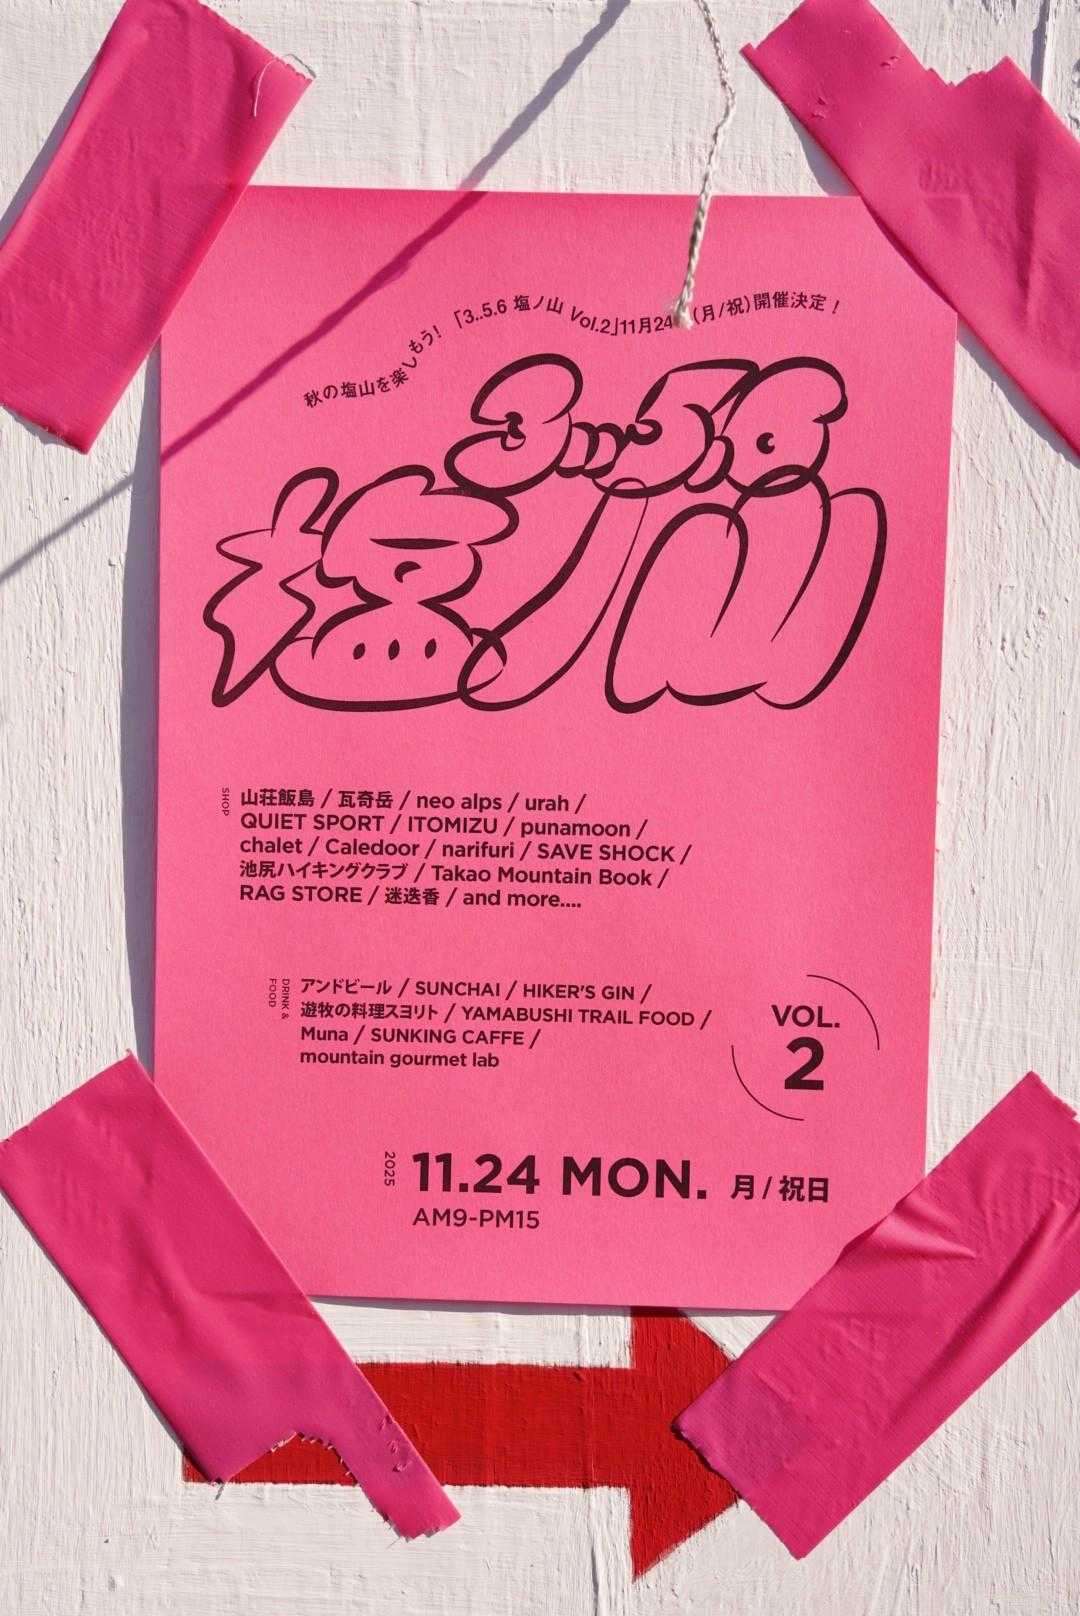 秋の塩山を楽しもう！「3..5.6 塩ノ山 Vol.2」11月24 (月/祝)開催決定！
3...5.6
塩ノ山
SHOP
山荘飯島 / 瓦奇岳 / neo alps / urah /
QUIET SPORT / ITOMIZU / punamoon /
chalet / Caledoor / narifuri / SAVE SHOCK /
池尻ハイキングクラブ / Takao Mountain Book /
RAG STORE / 迷迭香 / and more....
DRINK &
FOOD
アンドビール / SUNCHAI / HIKER'S GIN /
遊牧の料理スヨリト / YAMABUSHI TRAIL FOOD /
Muna / SUNKING CAFFE /
mountain gourmet lab
VOL.
2
2025
11.24 MON. 月/祝日
AM9-PM15